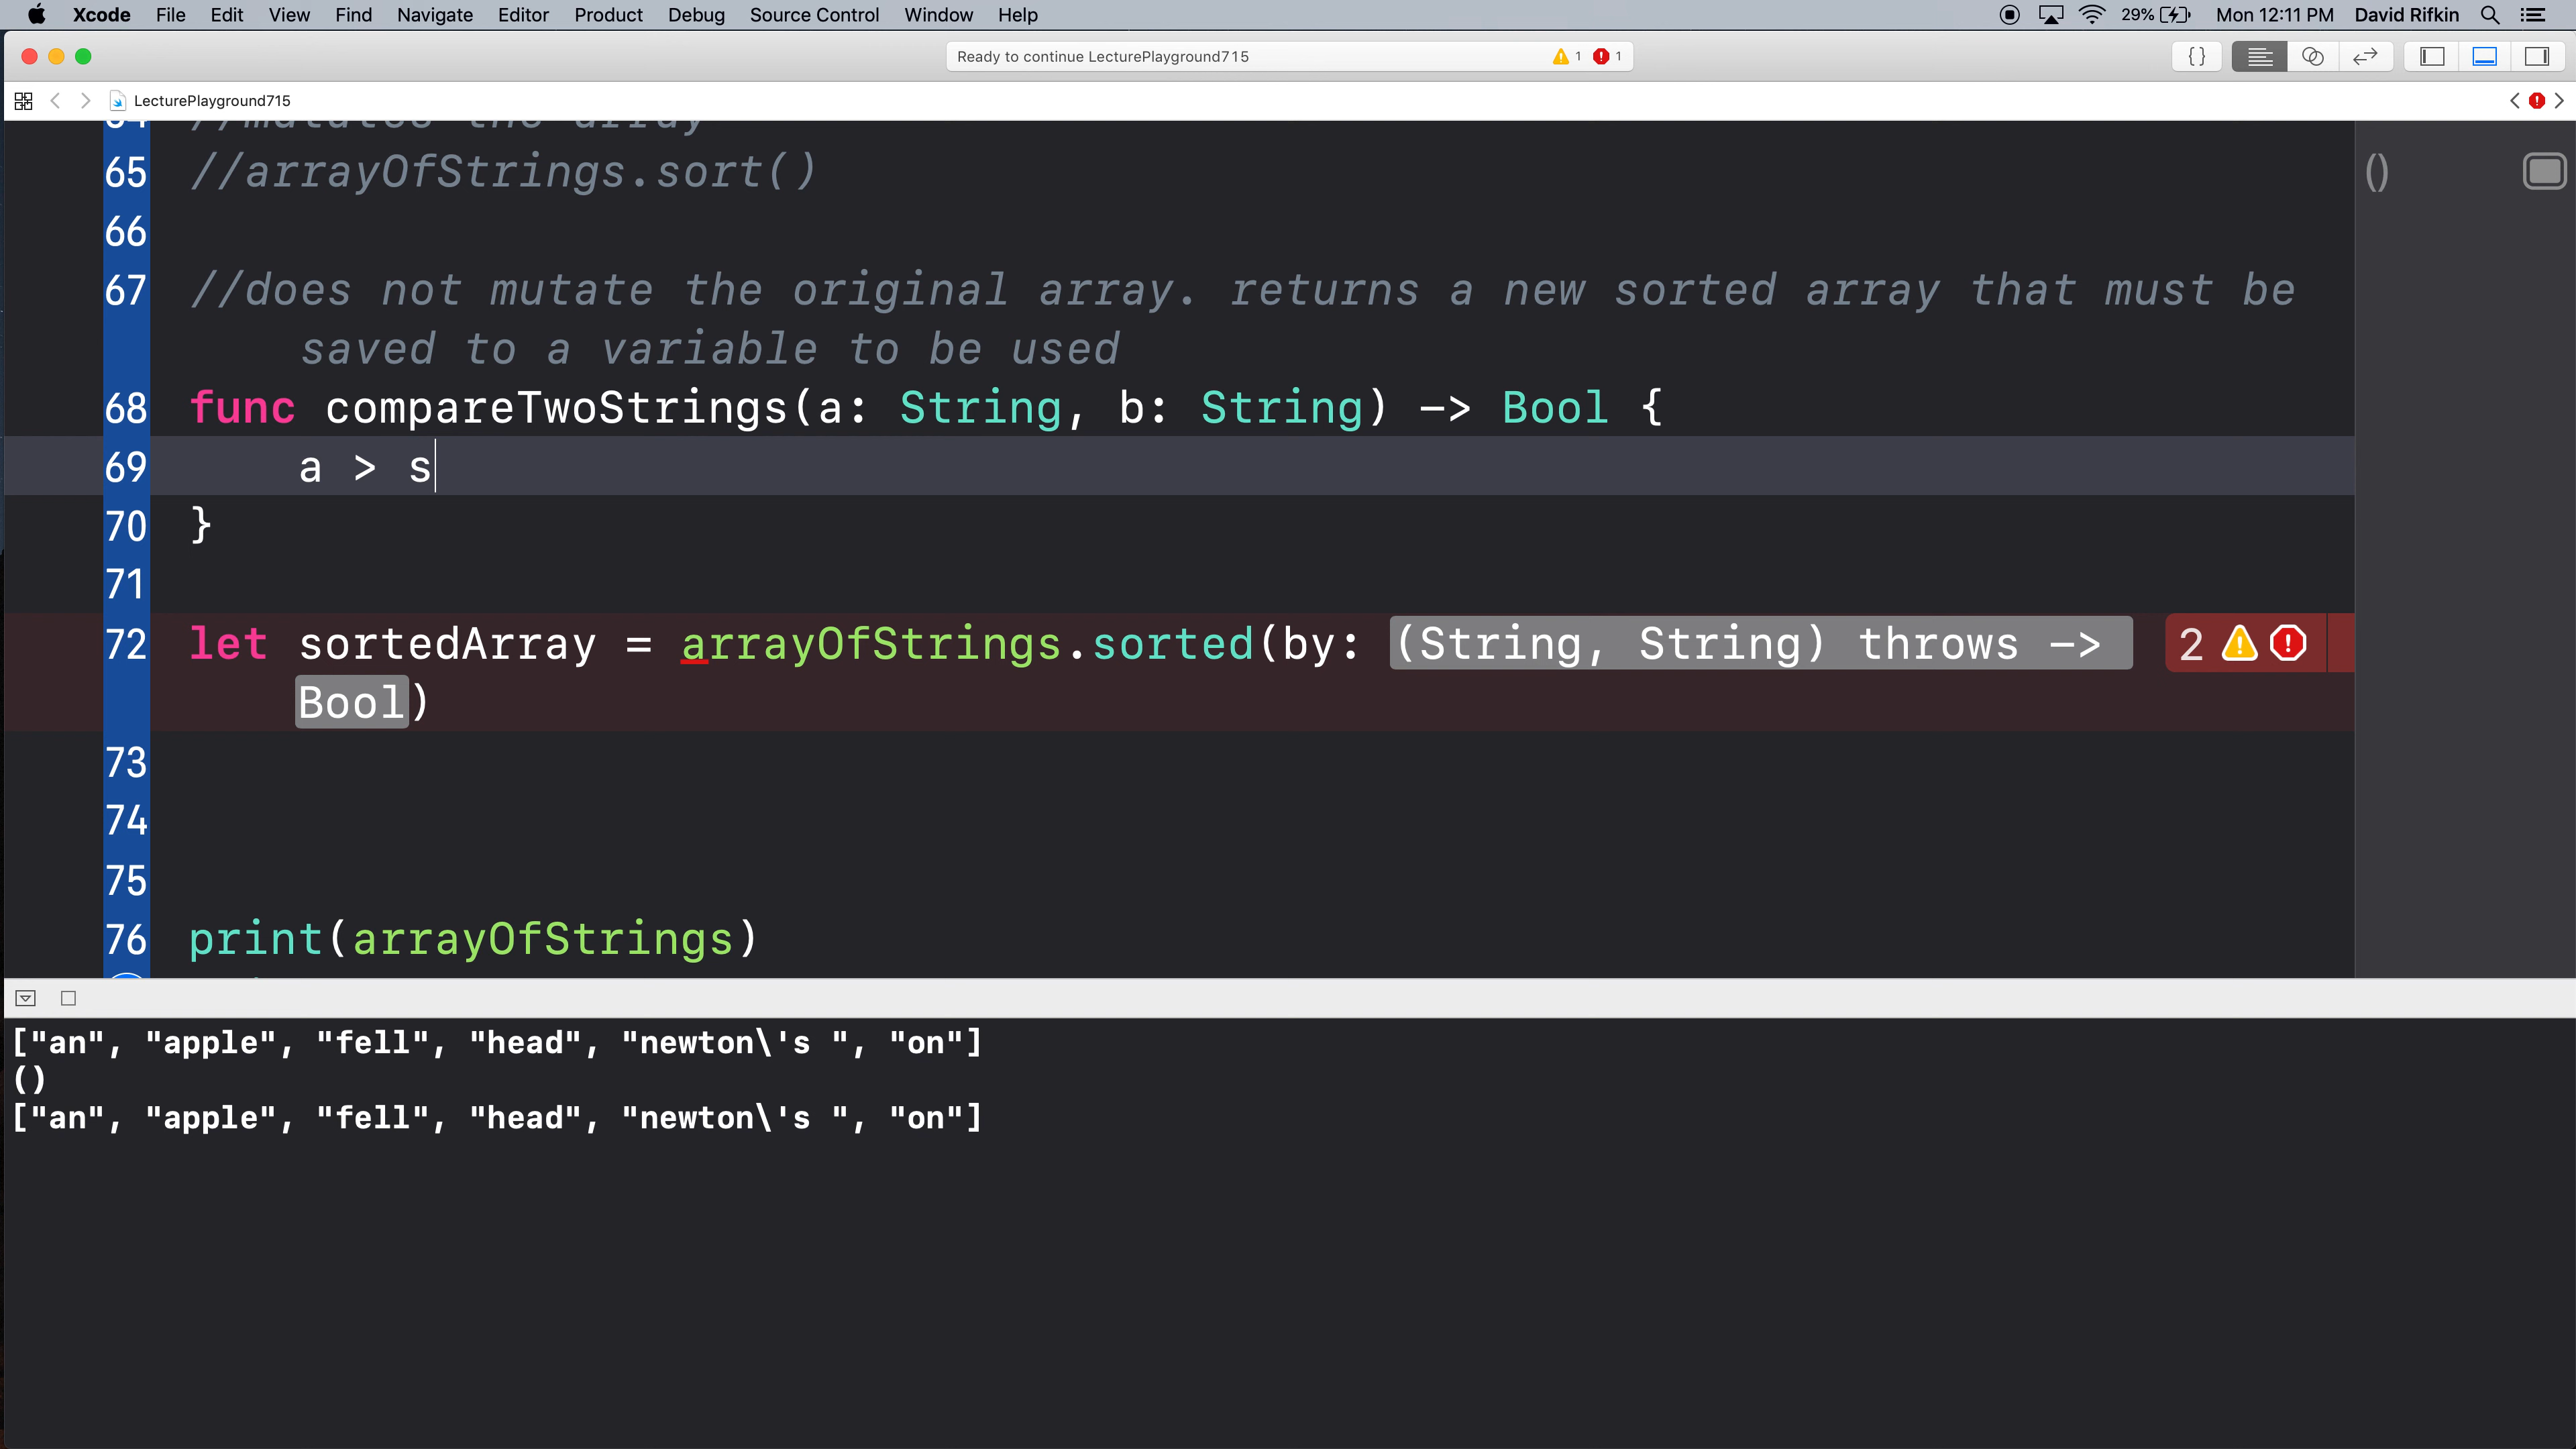 Xcode File Edit View Find Navigate Editor Product Debug Source Control Window Help 29% Mon 12:11 PM David Rifkin
Ready to continue LecturePlayground715 1 1
LecturePlayground715
64 //mutates the array
65 //arrayOfStrings.sort() ()
66
67 //does not mutate the original array. returns a new sorted array that must be
saved to a variable to be used
68 func compareTwoStrings(a: String, b: String) -> Bool {
69 a > s
70 }
71
72 let sortedArray = arrayOfStrings.sorted(by: (String, String) throws -> 2
Bool)
73
74
75
76 print(arrayOfStrings)
["an", "apple", "fell", "head", "newton\'s ", "on"]
()
["an", "apple", "fell", "head", "newton\'s ", "on"]